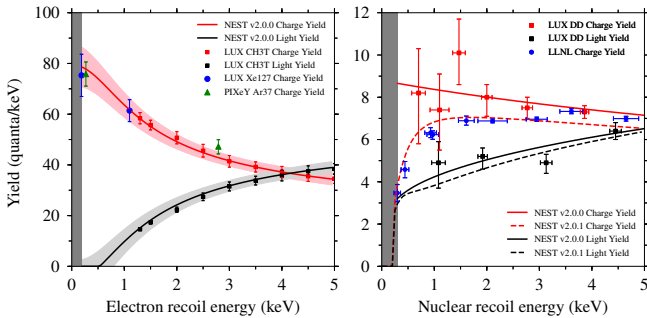 NEST v2.0.0 Charge Yield
NEST v2.0.0 Light Yield
LUX CH3T Charge Yield
LUX CH3T Light Yield
LUX Xe127 Charge Yield
PIXeY Ar37 Charge Yield
Yield (quanta/keV)
100
80
60
40
20
0
0 1 2 3 4 5
Electron recoil energy (keV)
LUX DD Charge Yield
LUX DD Light Yield
LLNL Charge Yield
12
10
8
6
4
2
0
NEST v2.0.0 Charge Yield
NEST v2.0.1 Charge Yield
NEST v2.0.0 Light Yield
NEST v2.0.1 Light Yield
0 1 2 3 4 5
Nuclear recoil energy (keV)